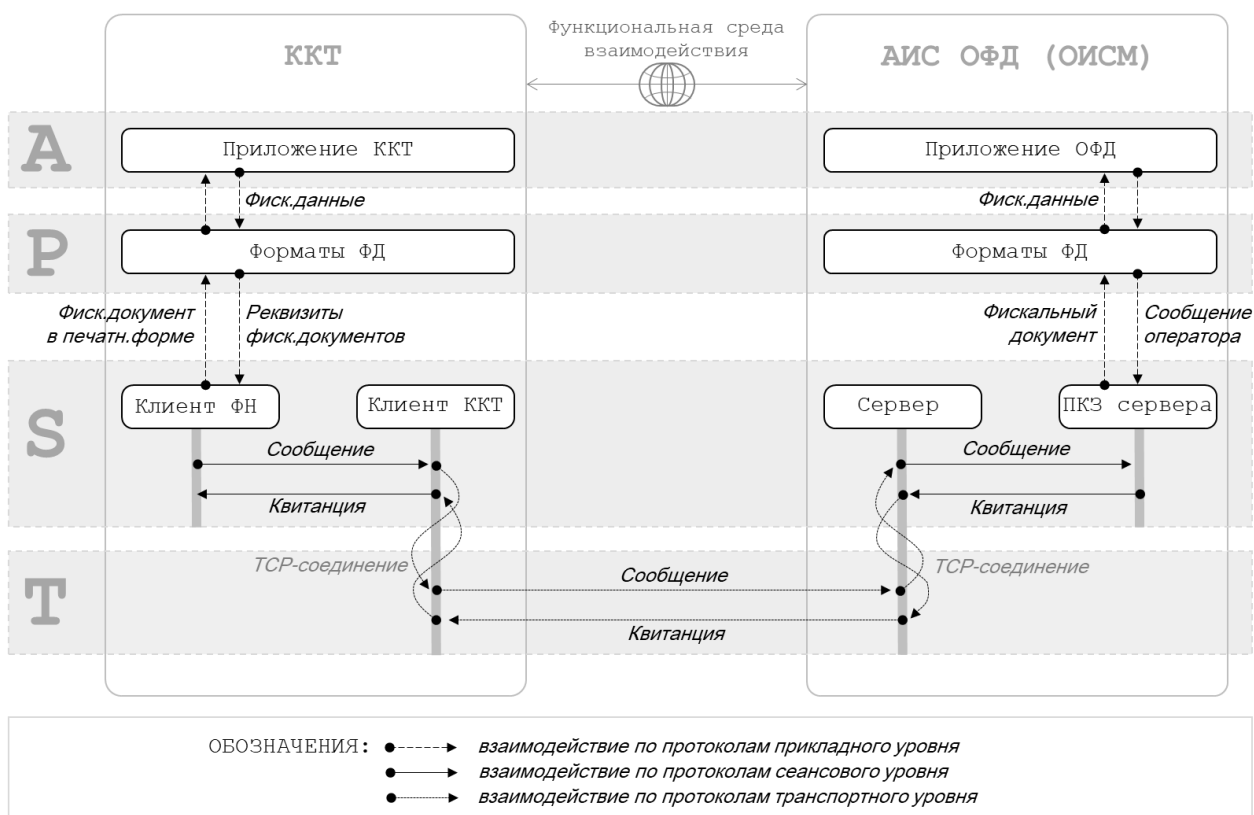 Функциональная среда
взаимодействия
ККТ
АИС ОФД (ОИСМ)
A
Приложение ККТ
Приложение ОФД
Фиск.данные
Фиск.данные
P
Форматы ФД
Форматы ФД
Фиск.документ
в печатн.форме
Реквизиты
фиск.документов
Фискальный
документ
Сообщение
оператора
S
Клиент ФН
Клиент ККТ
Сервер
ПКЗ сервера
Сообщение
Сообщение
Квитанция
Квитанция
TCP-соединение
TCP-соединение
T
Сообщение
Квитанция
ОБОЗНАЧЕНИЯ:
взаимодействие по протоколам прикладного уровня
взаимодействие по протоколам сеансового уровня
взаимодействие по протоколам транспортного уровня